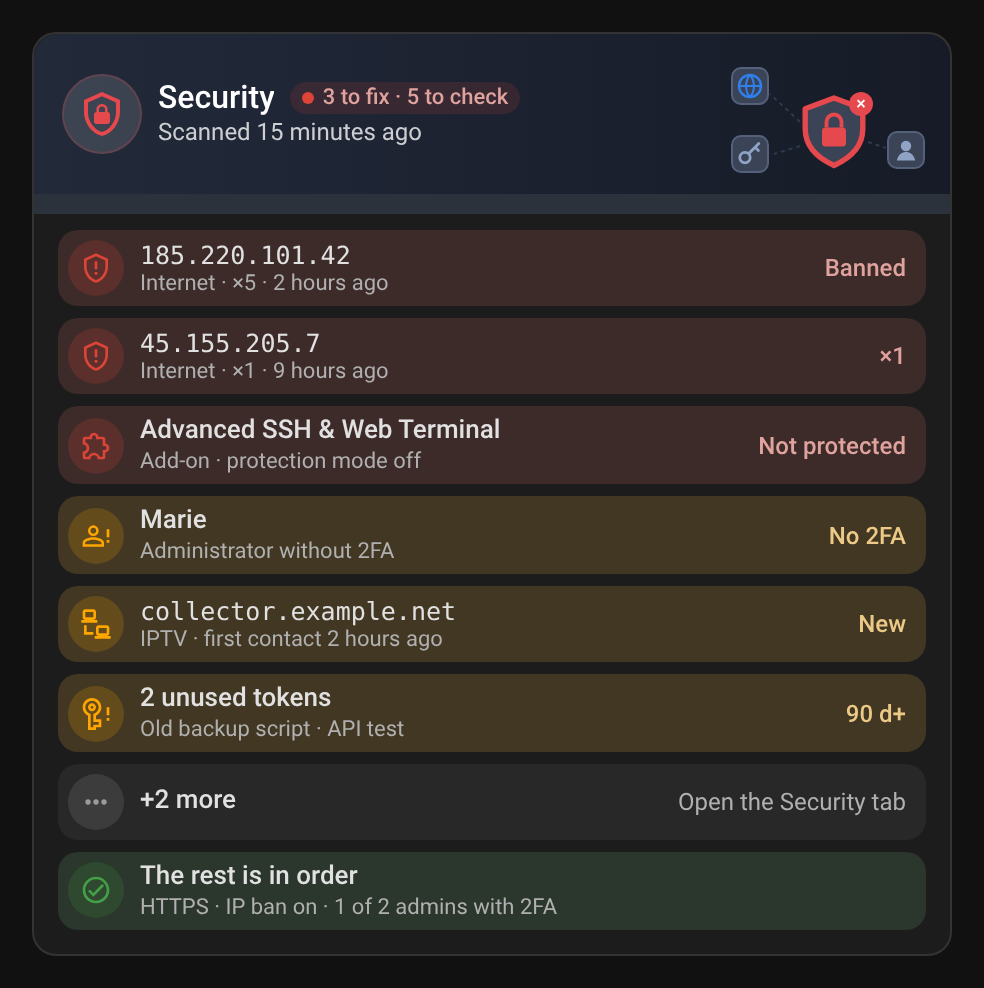 Security
3 to fix · 5 to check
Scanned 15 minutes ago
185.220.101.42
Internet · ×5 · 2 hours ago
Banned
45.155.205.7
Internet · ×1 · 9 hours ago
×1
Advanced SSH & Web Terminal
Add-on · protection mode off
Not protected
Marie
Administrator without 2FA
No 2FA
collector.example.net
IPTV · first contact 2 hours ago
New
2 unused tokens
Old backup script · API test
90 d+
+2 more
Open the Security tab
The rest is in order
HTTPS · IP ban on · 1 of 2 admins with 2FA